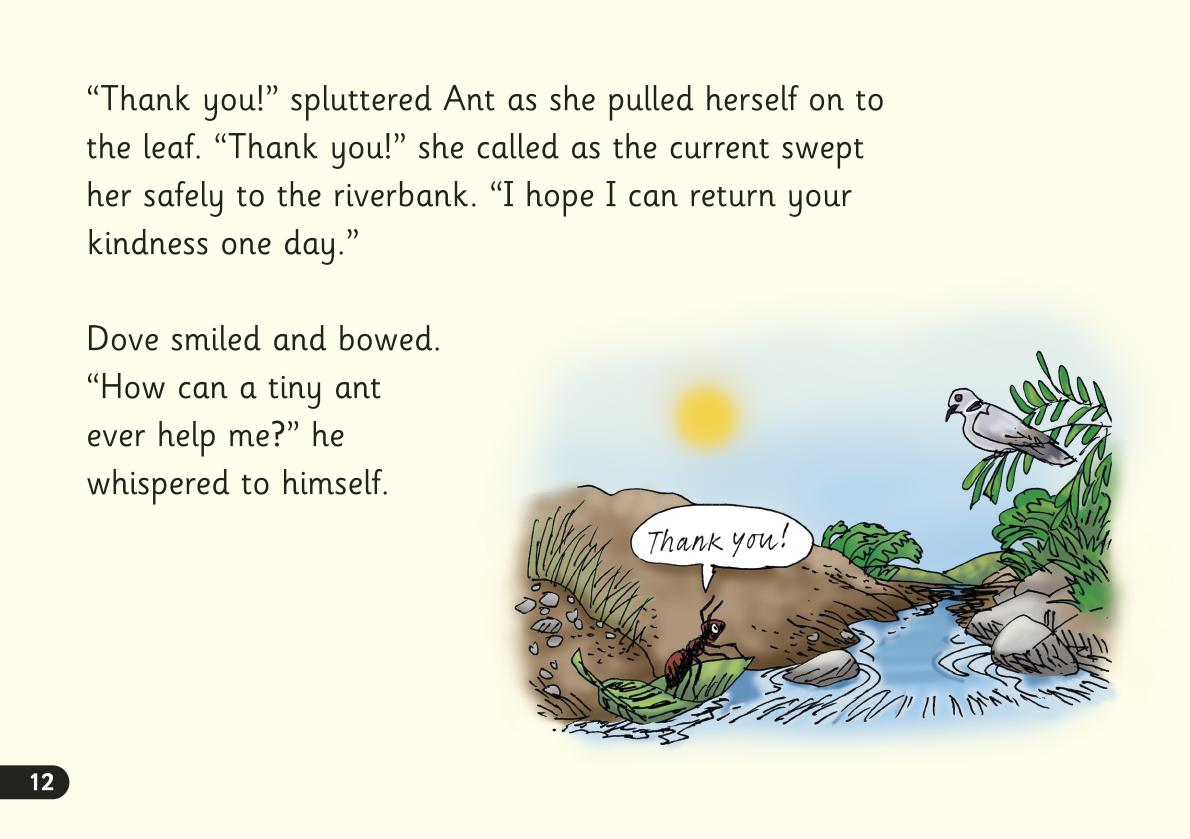 “Thank you!” spluttered Ant as she pulled herself on to
the leaf. “Thank you!” she called as the current swept
her safely to the riverbank. “I hope I can return your
kindness one day.”
Dove smiled and bowed.
“How can a tiny ant
ever help me?” he
whispered to himself.
Thank you!
12